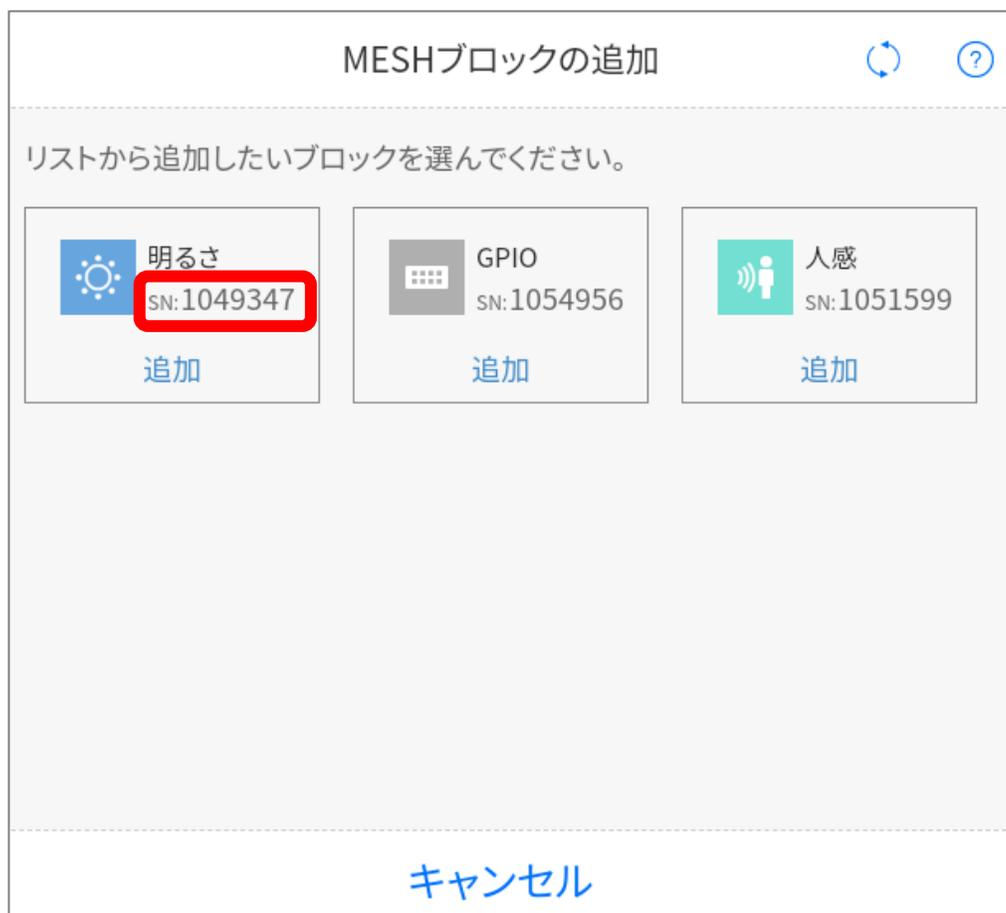 MESHブロックの追加
?
リストから追加したいブロックを選んでください。
明るさ
SN:1049347
追加
GPIO
SN:1054956
追加
人感
SN:1051599
追加
キャンセル